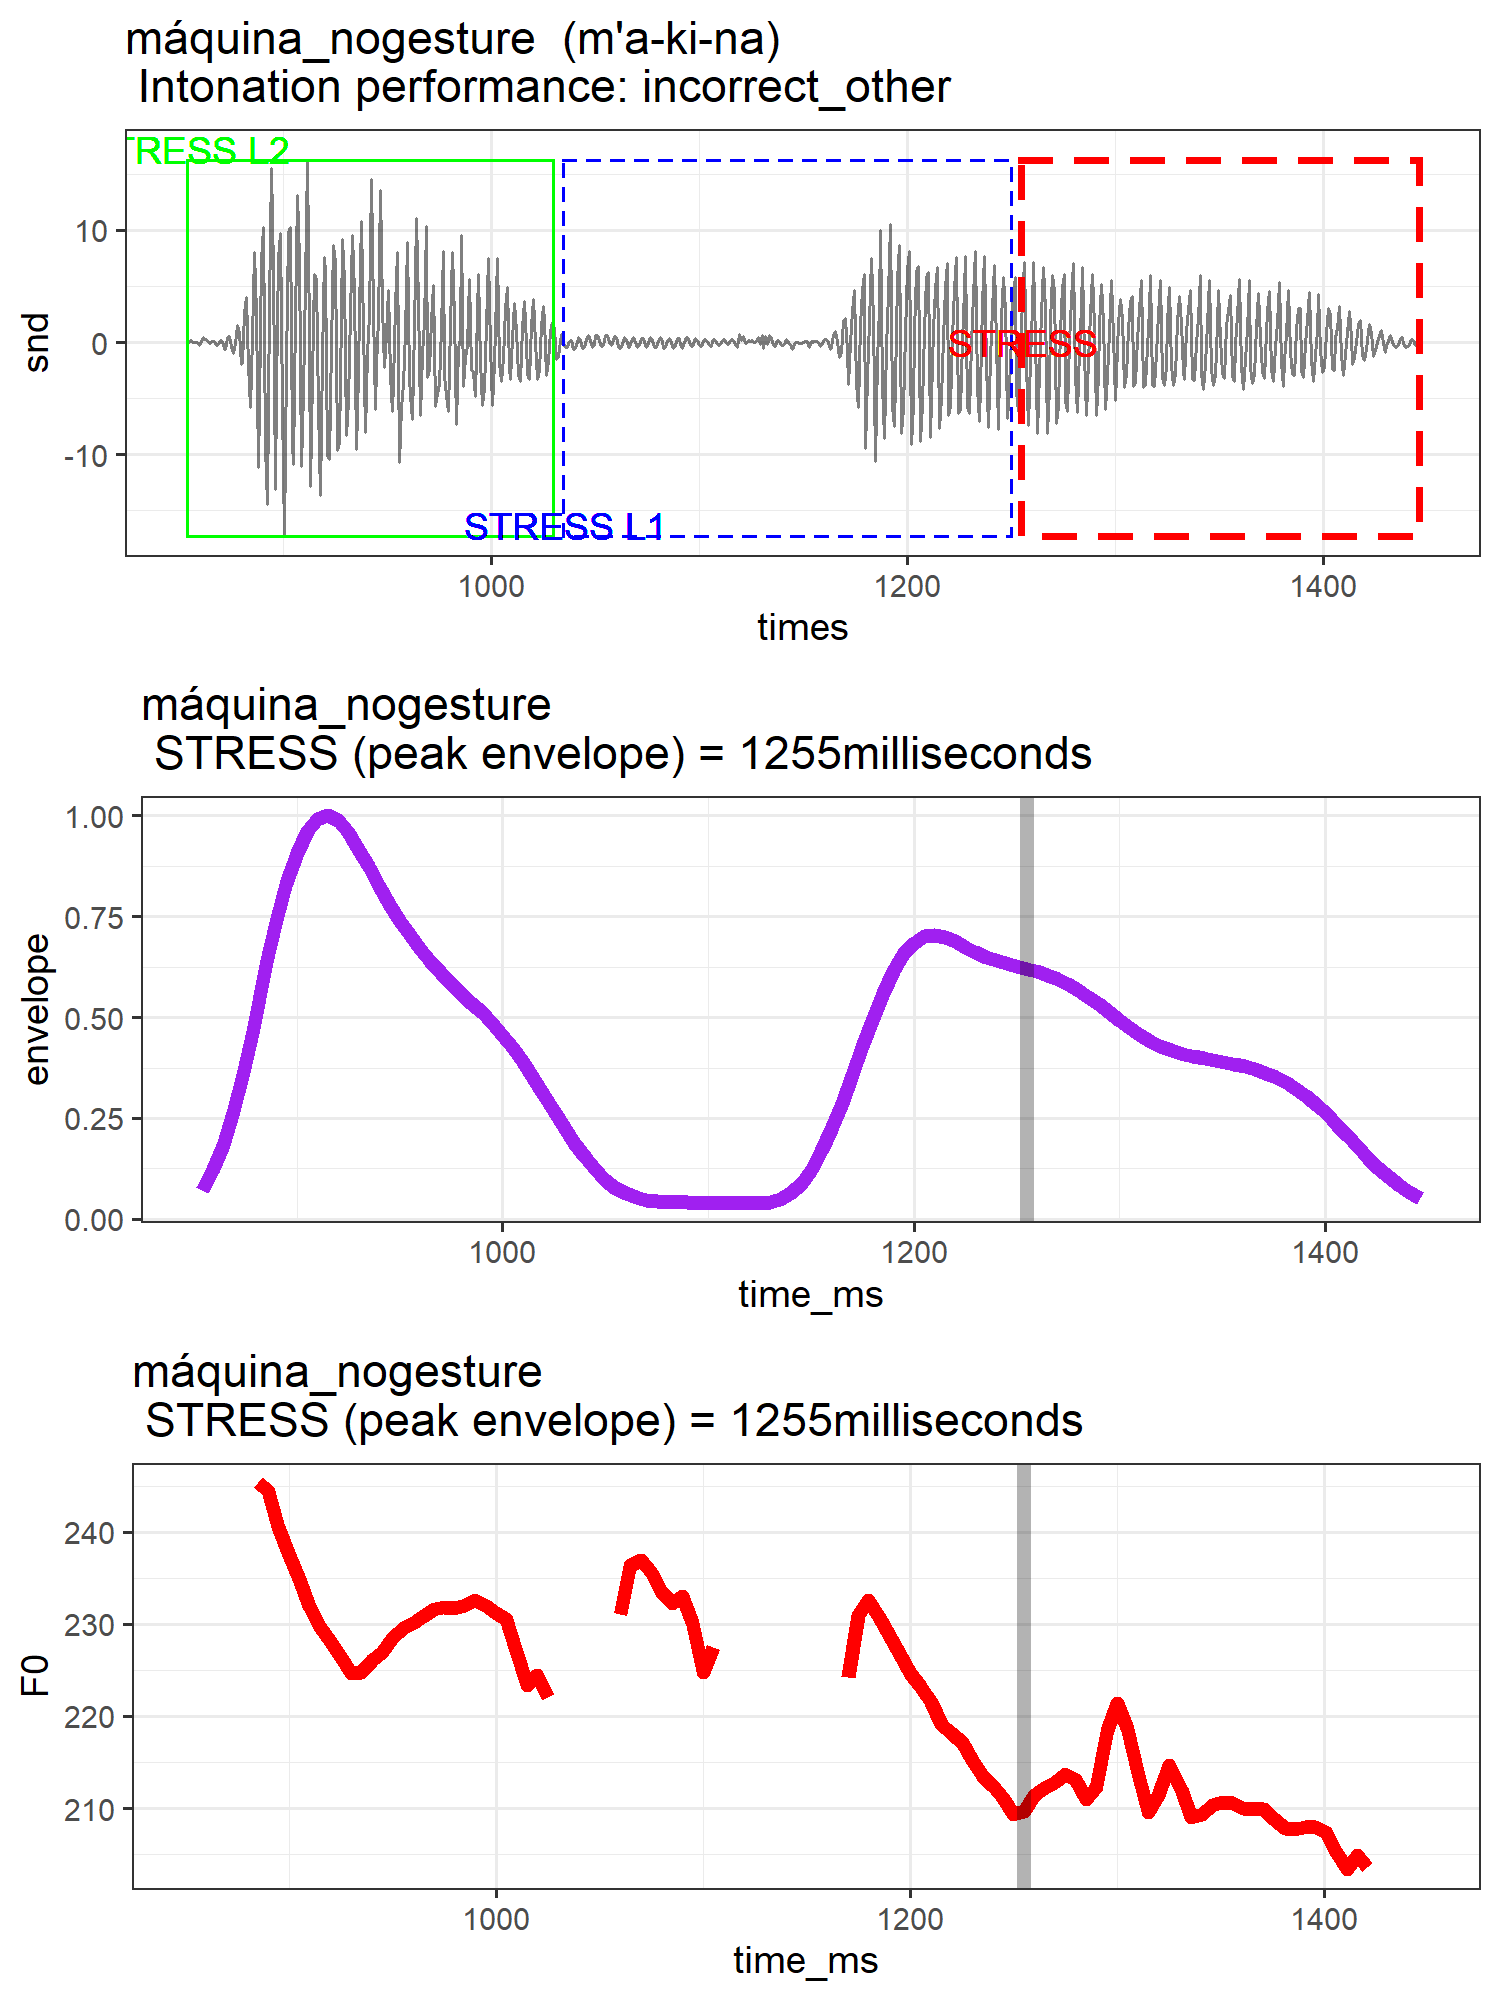 máquina_nogesture  (m'a-ki-na)
Intonation performance: incorrect_other
TRESS L2
10
0
-10
snd
STRESS
STRESS L1
1000 1200 1400
times
máquina_nogesture
STRESS (peak envelope) = 1255milliseconds
1.00
0.75
0.50
0.25
0.00
envelope
1000 1200 1400
time_ms
máquina_nogesture
STRESS (peak envelope) = 1255milliseconds
240
230
220
210
F0
1000 1200 1400
time_ms